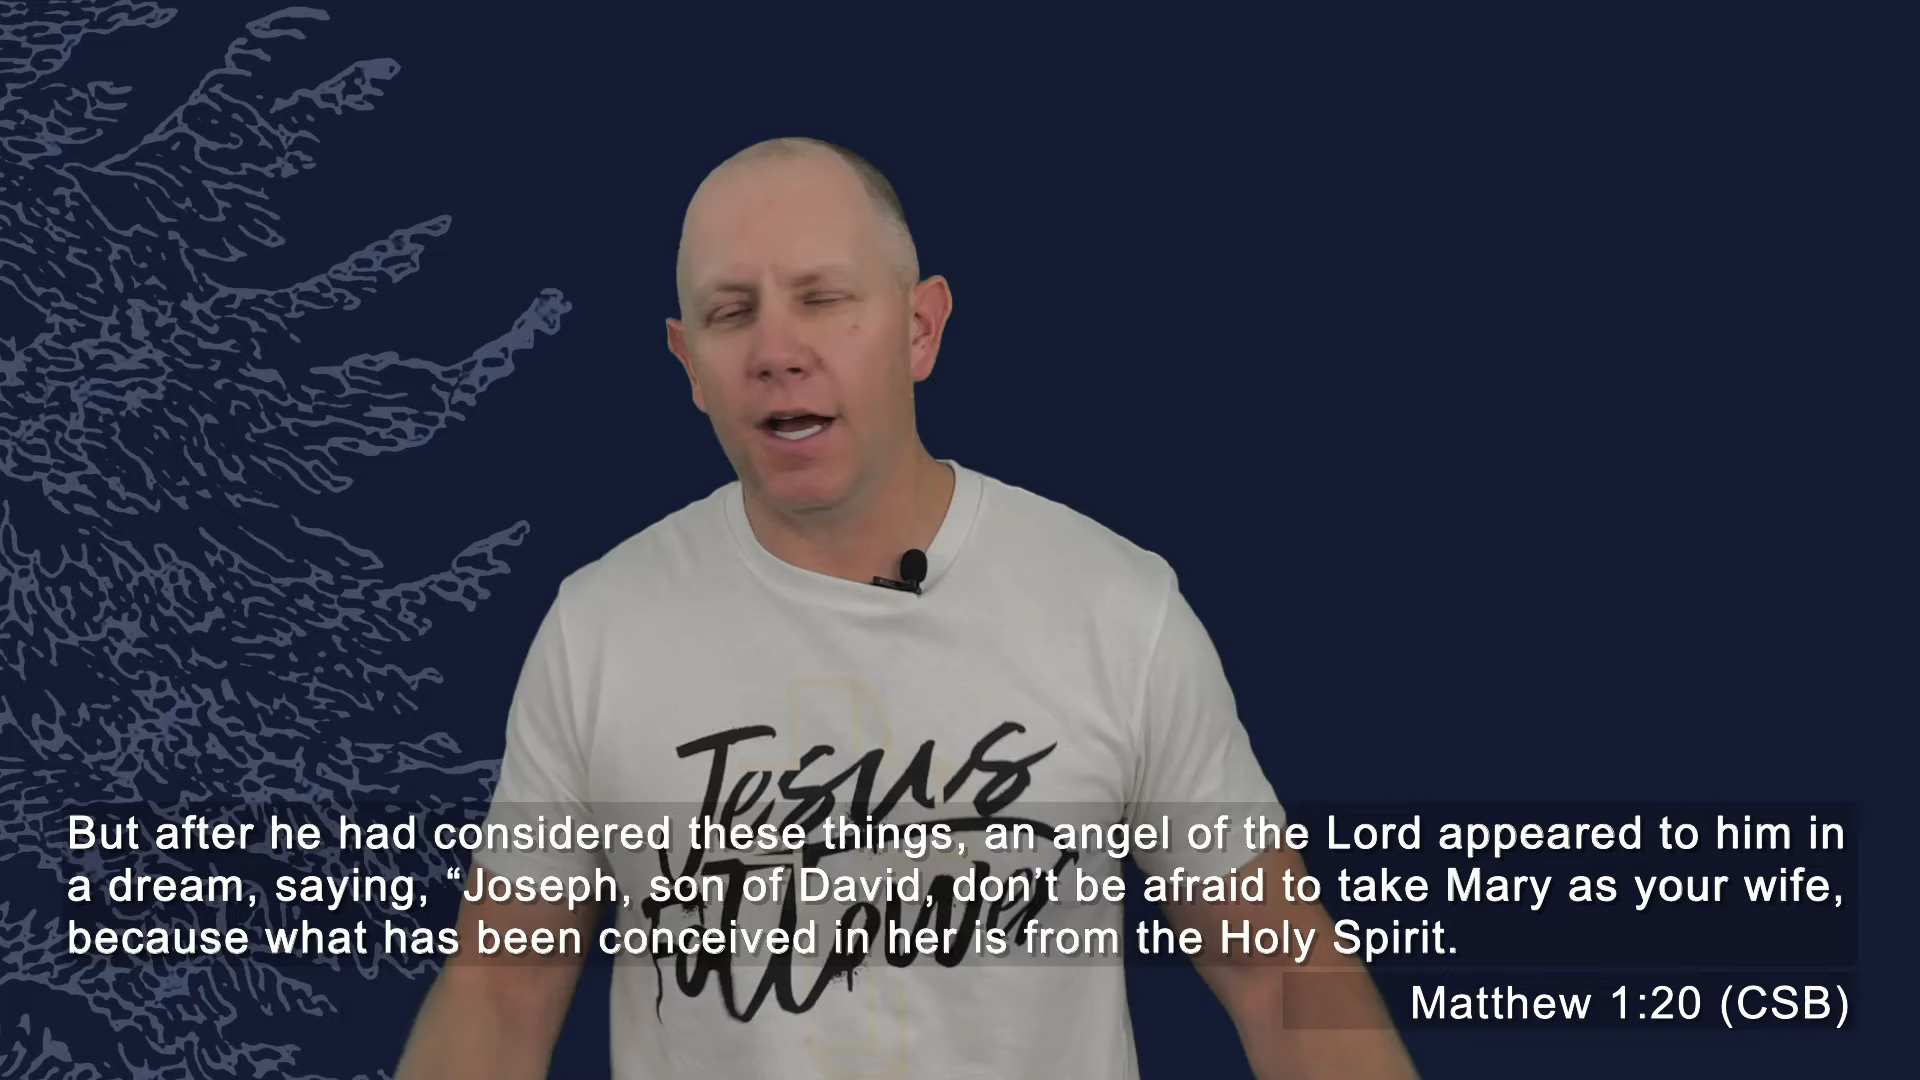 Jesus
Follower
But after he had considered these things, an angel of the Lord appeared to him in
a dream, saying, “Joseph, son of David, don’t be afraid to take Mary as your wife,
because what has been conceived in her is from the Holy Spirit.
Matthew 1:20 (CSB)